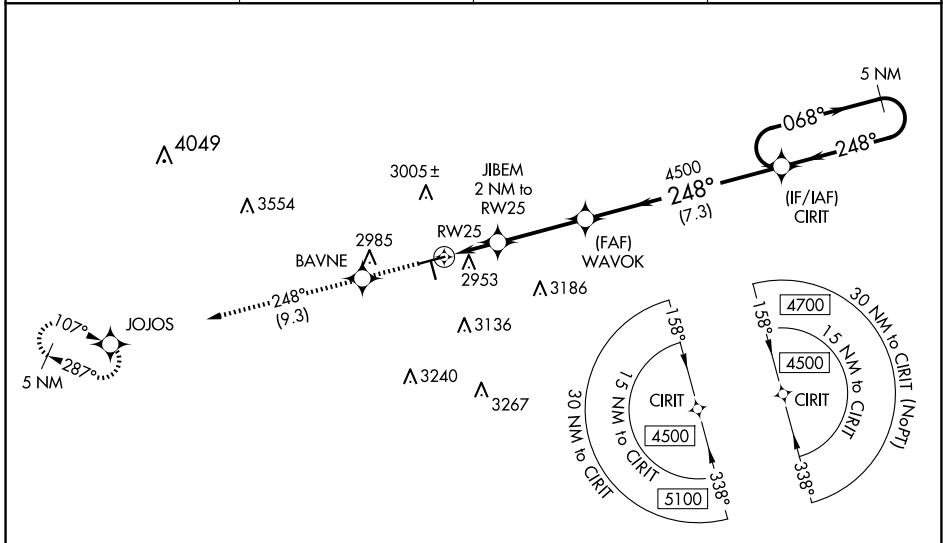 5 NM
068°
248°
4049
3005±
JIBEM
2 NM to
RW25
4500
248°
(7.3)
(IF/IAF)
CIRIT
3554
RW25
(FAF)
WAVOK
2985
BAVNE
2953
3186
248°
(9.3)
JOJOS
107°
287°
5 NM
3136
3240
3267
158°
15 NM to CIRIT
30 NM to CIRIT
CIRIT
4500
5100
338°
158°
4700
30 NM to CIRIT (NoPT)
15 NM to CIRIT
4500
CIRIT
338°